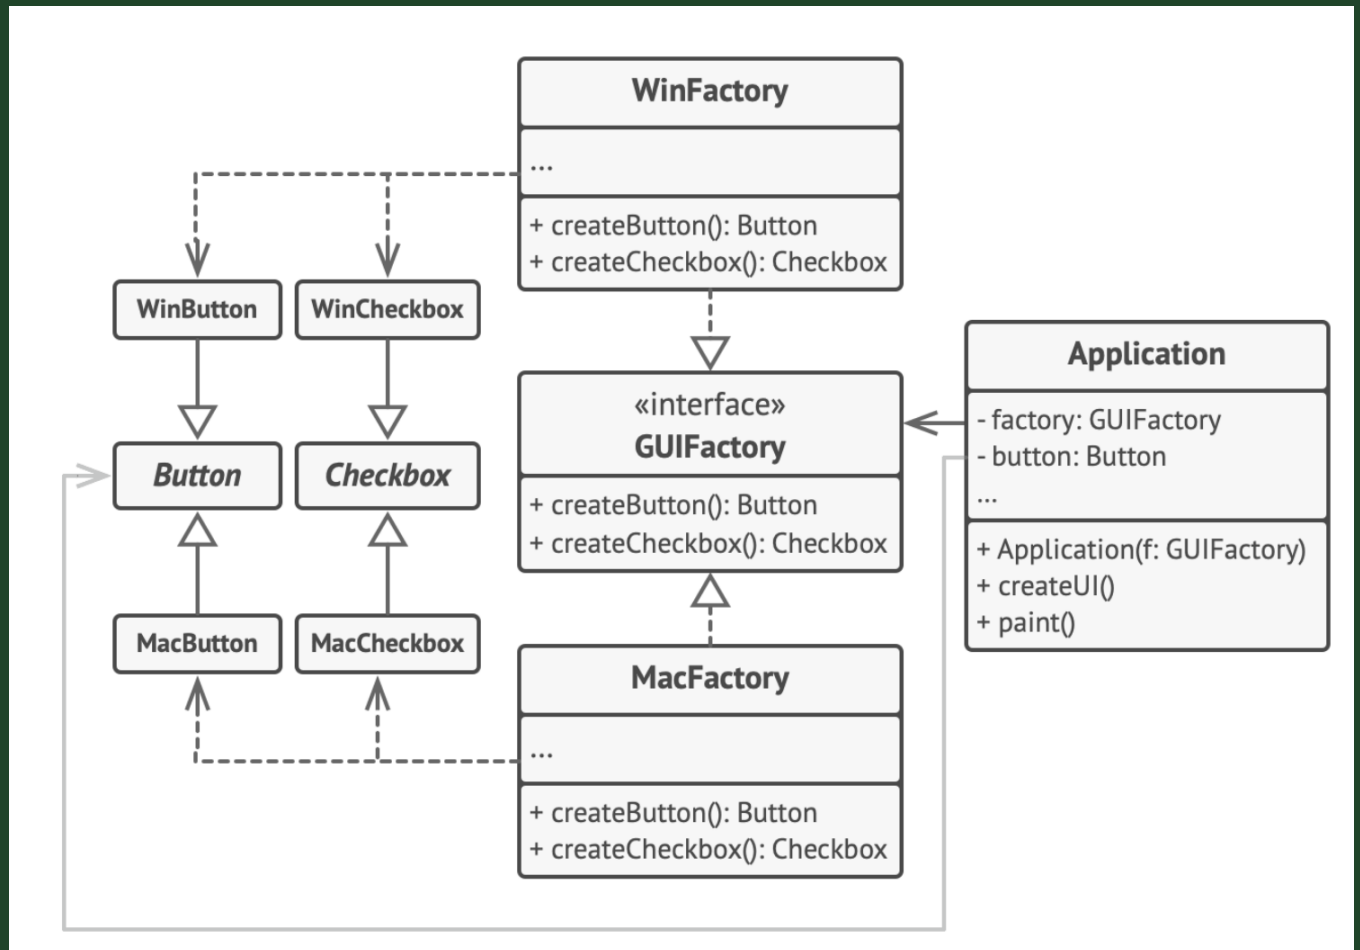 WinFactory
...
+ createButton(): Button
+ createCheckbox(): Checkbox
WinButton
WinCheckbox
Button
Checkbox
MacButton
MacCheckbox
«interface»
GUIFactory
+ createButton(): Button
+ createCheckbox(): Checkbox
MacFactory
...
+ createButton(): Button
+ createCheckbox(): Checkbox
Application
- factory: GUIFactory
- button: Button
...
+ Application(f: GUIFactory)
+ createUI()
+ paint()